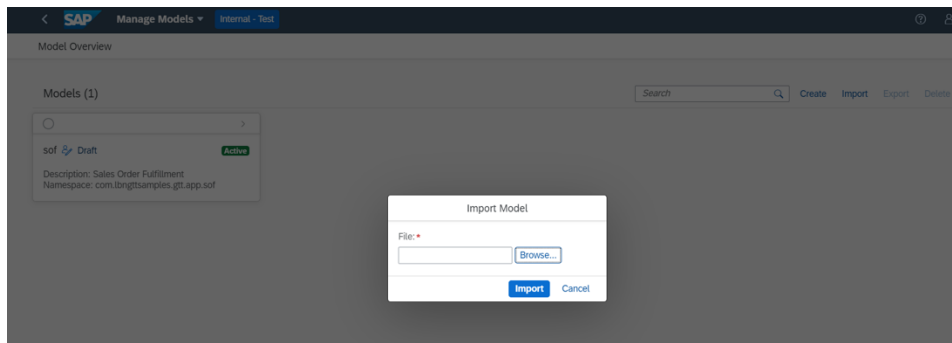 SAP Manage Models Internal - Test
Model Overview
Models (1)
Search Create Import Export Delete
sof Draft Active
Description: Sales Order Fulfillment
Namespace: com.lbngttsamples.gtt.app.sof
Import Model
File: *
Browse...
Import Cancel